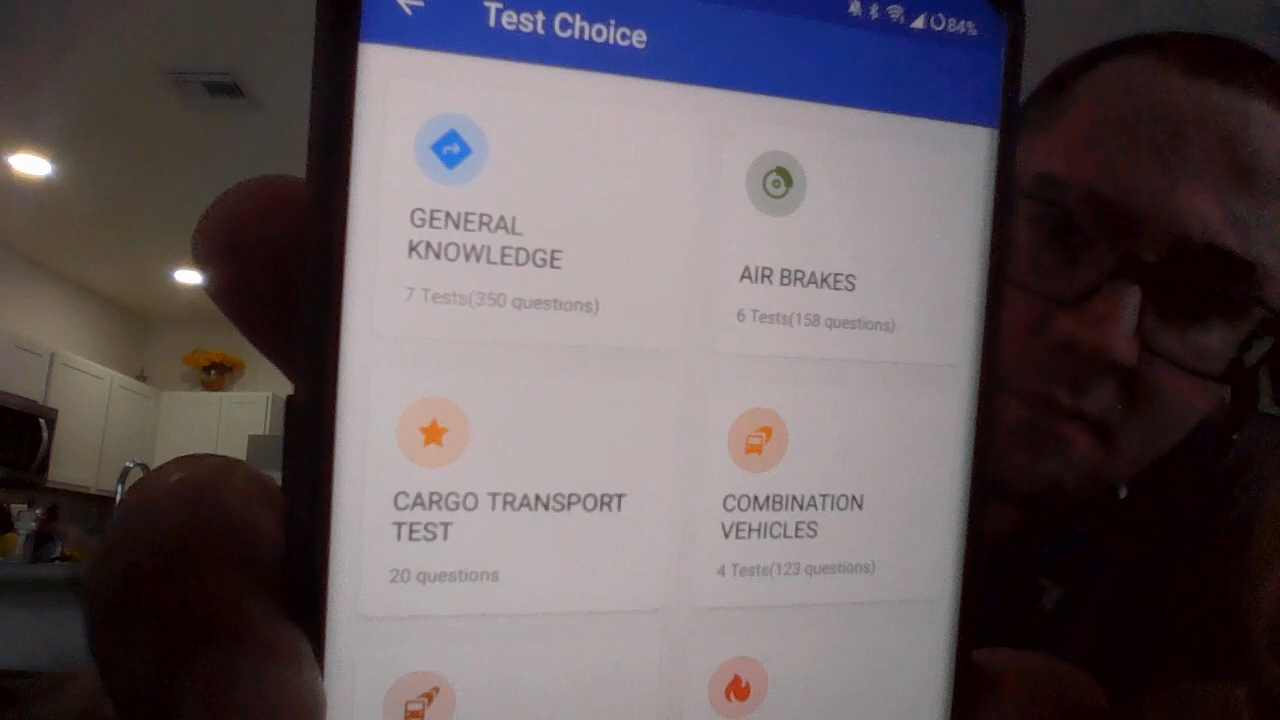 Test Choice
84%
GENERAL
KNOWLEDGE
7 Tests(350 questions)
AIR BRAKES
6 Tests(158 questions)
CARGO TRANSPORT
TEST
20 questions
COMBINATION
VEHICLES
4 Tests(123 questions)